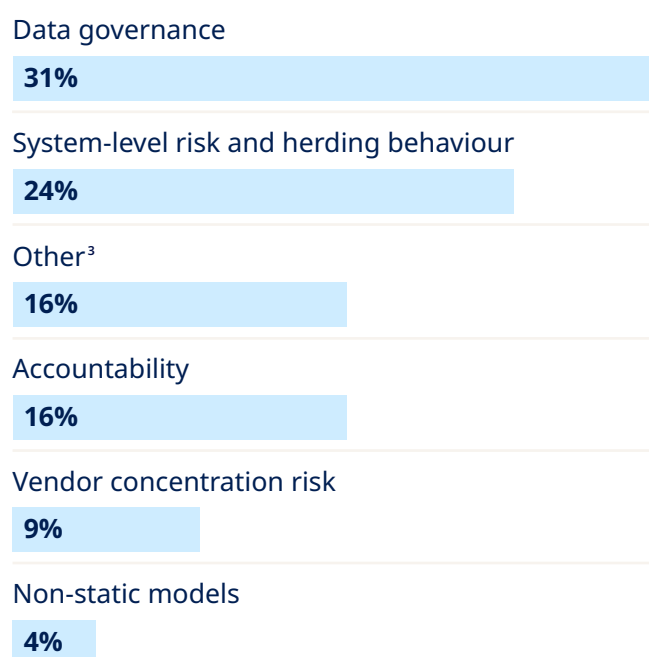 Data governance
31%
System-level risk and herding behaviour
24%
Other³
16%
Accountability
16%
Vendor concentration risk
9%
Non-static models
4%